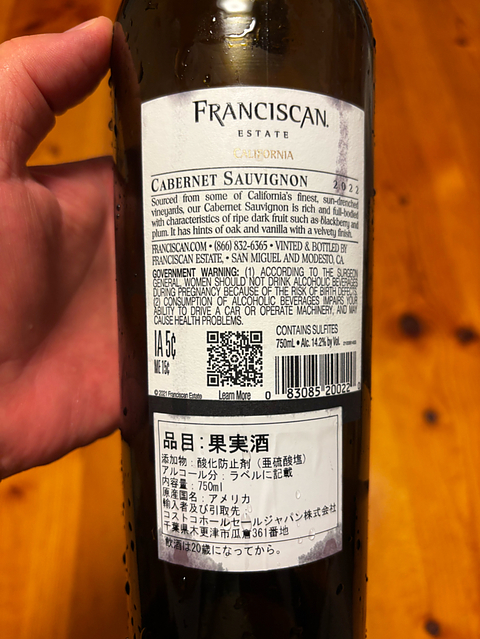 FRANCISCAN.
ESTATE
CALIFORNIA
CABERNET SAUVIGNON 2022
Sourced from some of California's finest, sun-drenched
vineyards, our Cabernet Sauvignon is rich and full-bodied
with characteristics of ripe dark fruit such as blackberry and
plum. It has hints of oak and vanilla with a velvety finish.
FRANCISCAN.COM • (866) 832-6365 • VINTED & BOTTLED BY
FRANCISCAN ESTATE, • SAN MIGUEL AND MODESTO, CA.
GOVERNMENT WARNING: (1) ACCORDING TO THE SURGEON
GENERAL, WOMEN SHOULD NOT DRINK ALCOHOLIC BEVERAGES
DURING PREGNANCY BECAUSE OF THE RISK OF BIRTH DEFECTS.
(2) CONSUMPTION OF ALCOHOLIC BEVERAGES IMPAIRS YOUR
ABILITY TO DRIVE A CAR OR OPERATE MACHINERY, AND MAY
CAUSE HEALTH PROBLEMS.
IA 5¢
ME 15¢
CONTAINS SULFITES
750mL • Alc. 14.2% by Vol.
© 2021 Franciscan Estate
Learn More
0 83085 20022 0
品目：果実酒
添加物：酸化防止剤（亜硫酸塩）
アルコール分：ラベルに記載
内容量：750ml
原産国名：アメリカ
輸入者及び引取先：
コストコホールセールジャパン株式会社
千葉県木更津市瓜倉361番地
飲酒は20歳になってから。